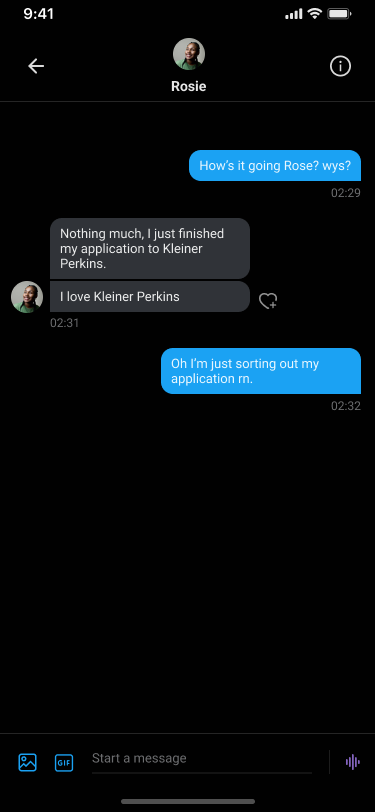 9:41
Rosie
How's it going Rose? wys?
02:29
Nothing much, I just finished
my application to Kleiner
Perkins.
I love Kleiner Perkins
02:31
Oh I'm just sorting out my
application rn.
02:32
GIF
Start a message